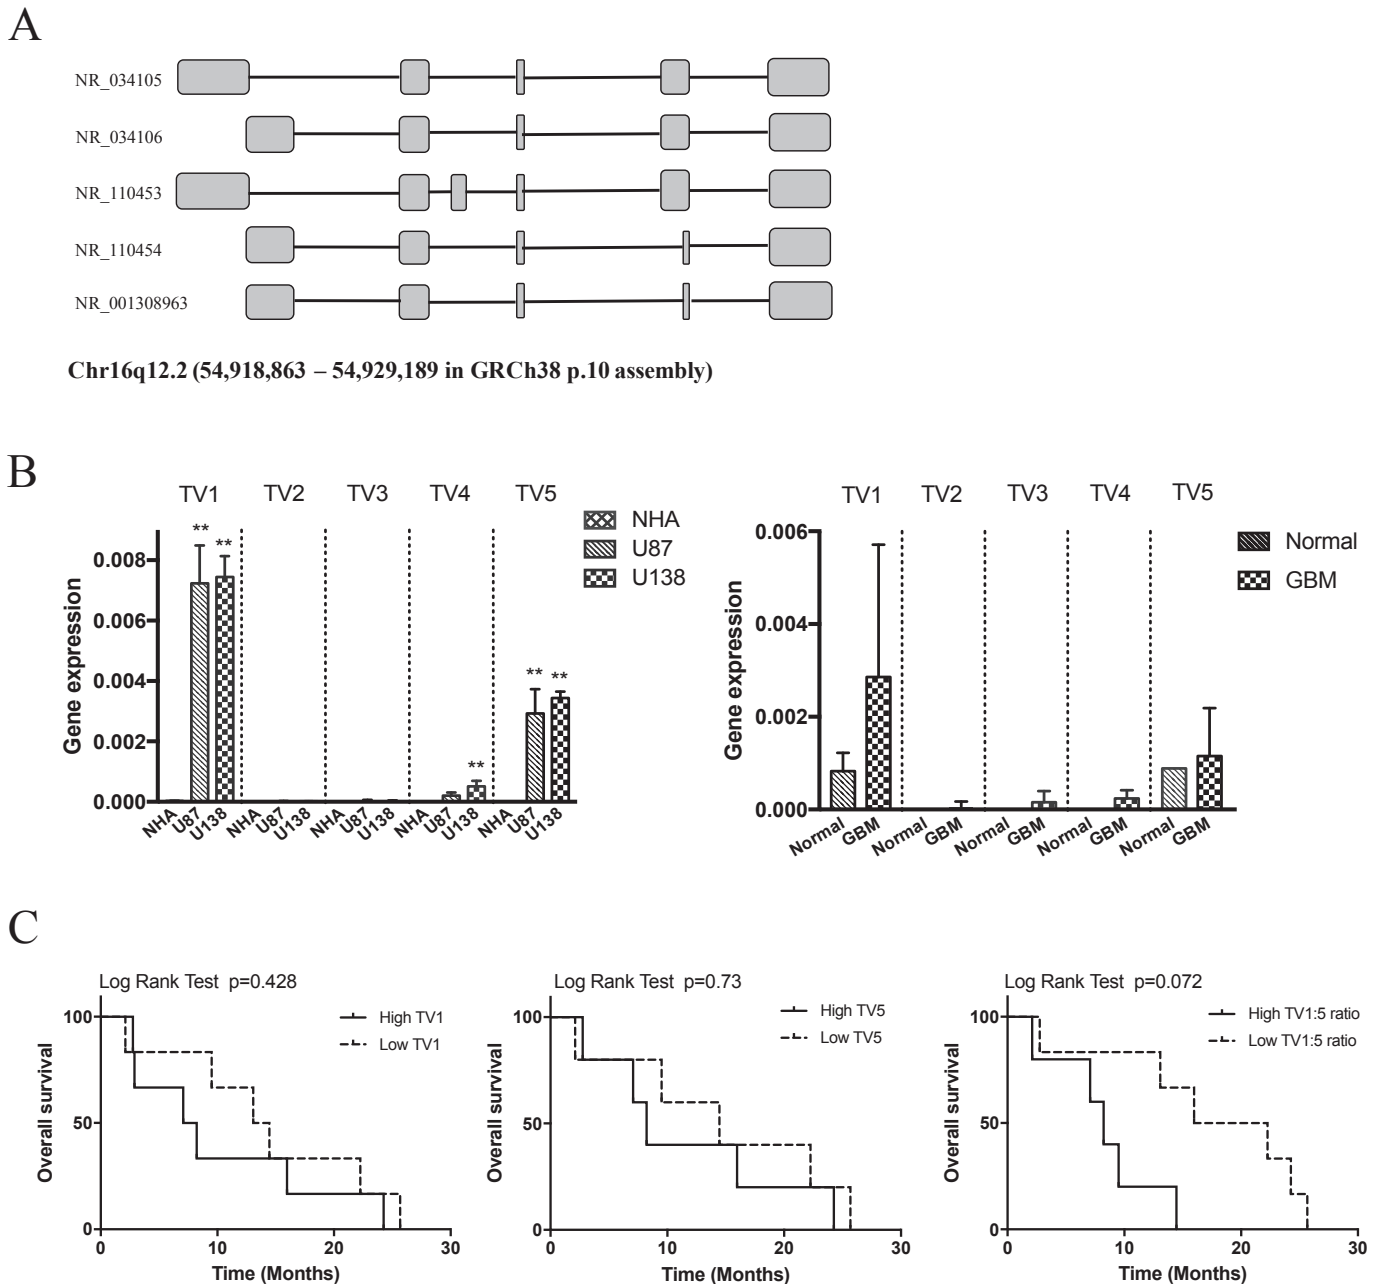 A
NR_034105
NR_034106
NR_110453
NR_110454
NR_001308963
Chr16q12.2 (54,918,863 – 54,929,189 in GRCh38 p.10 assembly)
B
TV1 TV2 TV3 TV4 TV5
NHA
U87
U138
Gene expression
0.008
0.006
0.004
0.002
0.000
** ** ** ** **
NHA U87 U138 NHA U87 U138 NHA U87 U138 NHA U87 U138 NHA U87 U138
TV1 TV2 TV3 TV4 TV5
Normal
GBM
Gene expression
0.006
0.004
0.002
0.000
Normal GBM Normal GBM Normal GBM Normal GBM Normal GBM
C
Log Rank Test p=0.428
High TV1
Low TV1
Overall survival
100
50
0
0 10 20 30
Time (Months)
Log Rank Test p=0.73
High TV5
Low TV5
Overall survival
100
50
0
0 10 20 30
Time (Months)
Log Rank Test p=0.072
High TV1:5 ratio
Low TV1:5 ratio
Overall survival
100
50
0
0 10 20 30
Time (Months)